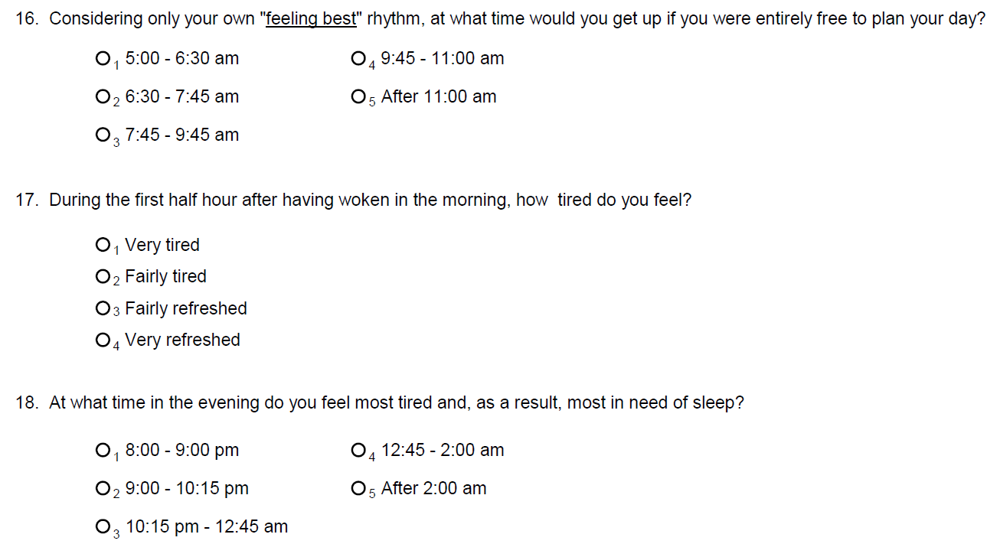 16. Considering only your own "feeling best" rhythm, at what time would you get up if you were entirely free to plan your day?
O1 5:00 - 6:30 am O4 9:45 - 11:00 am
O2 6:30 - 7:45 am O5 After 11:00 am
O3 7:45 - 9:45 am
17. During the first half hour after having woken in the morning, how tired do you feel?
O1 Very tired
O2 Fairly tired
O3 Fairly refreshed
O4 Very refreshed
18. At what time in the evening do you feel most tired and, as a result, most in need of sleep?
O1 8:00 - 9:00 pm O4 12:45 - 2:00 am
O2 9:00 - 10:15 pm O5 After 2:00 am
O3 10:15 pm - 12:45 am